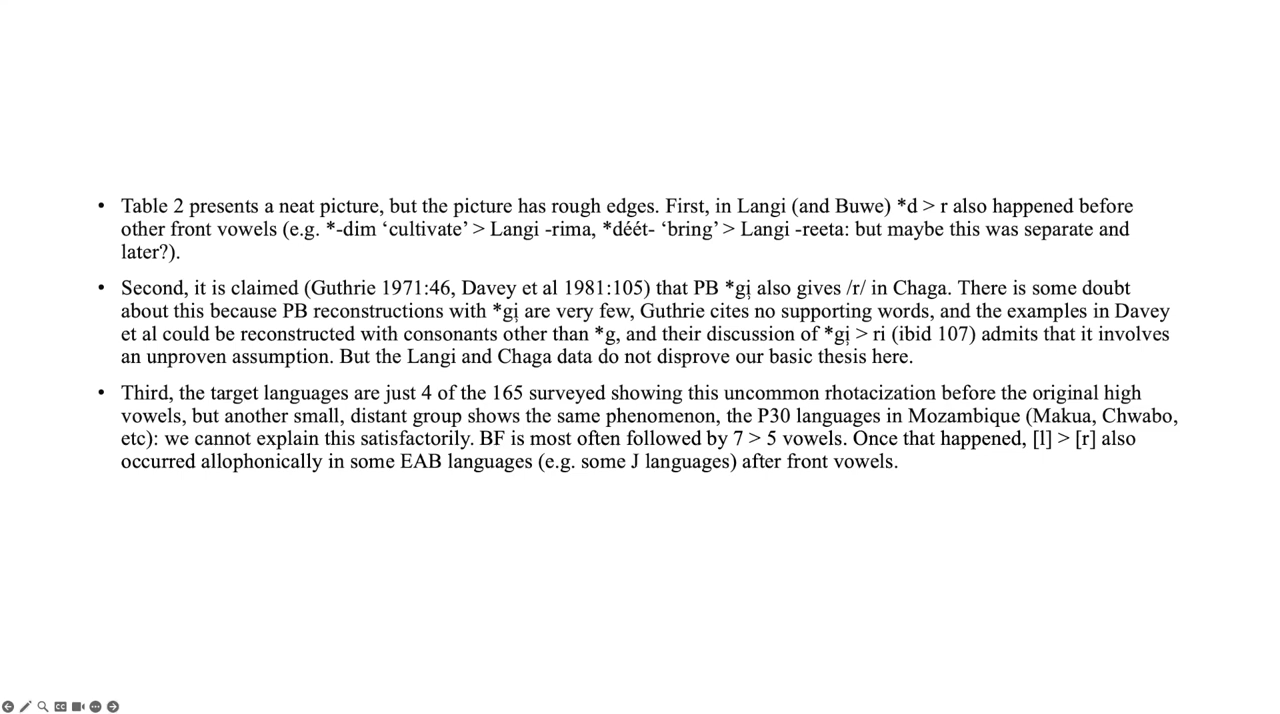 • Table 2 presents a neat picture, but the picture has rough edges. First, in Langi (and Buwe) *d > r also happened before
other front vowels (e.g. *-dim ‘cultivate’ > Langi -rima, *déét- ‘bring’ > Langi -reeta: but maybe this was separate and
later?).
• Second, it is claimed (Guthrie 1971:46, Davey et al 1981:105) that PB *gi̜ also gives /r/ in Chaga. There is some doubt
about this because PB reconstructions with *gi̜ are very few, Guthrie cites no supporting words, and the examples in Davey
et al could be reconstructed with consonants other than *g, and their discussion of *gi̜ > ri (ibid 107) admits that it involves
an unproven assumption. But the Langi and Chaga data do not disprove our basic thesis here.
• Third, the target languages are just 4 of the 165 surveyed showing this uncommon rhotacization before the original high
vowels, but another small, distant group shows the same phenomenon, the P30 languages in Mozambique (Makua, Chwabo,
etc): we cannot explain this satisfactorily. BF is most often followed by 7 > 5 vowels. Once that happened, [l] > [r] also
occurred allophonically in some EAB languages (e.g. some J languages) after front vowels.